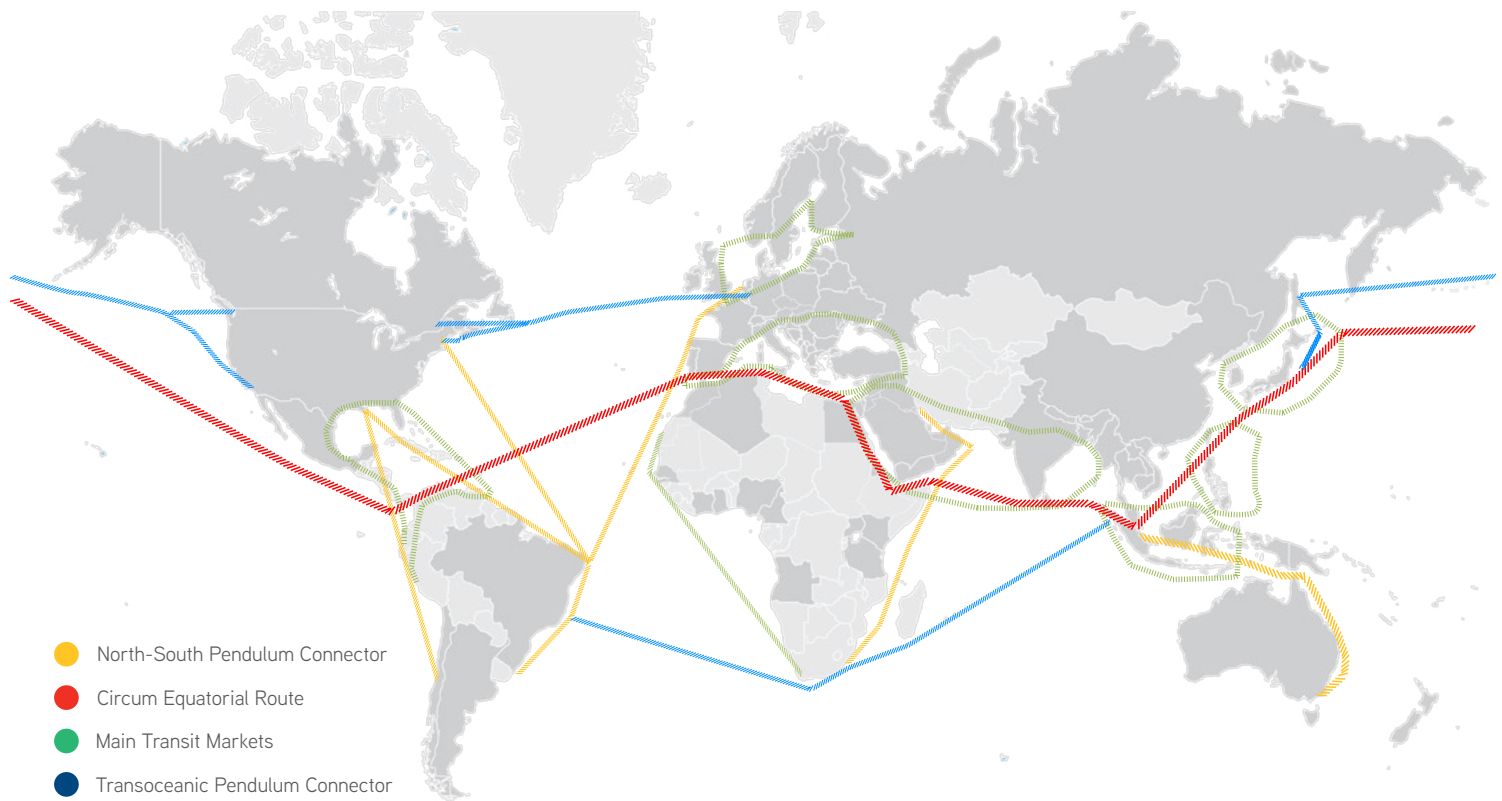 North-South Pendulum Connector
Circum Equatorial Route
Main Transit Markets
Transoceanic Pendulum Connector